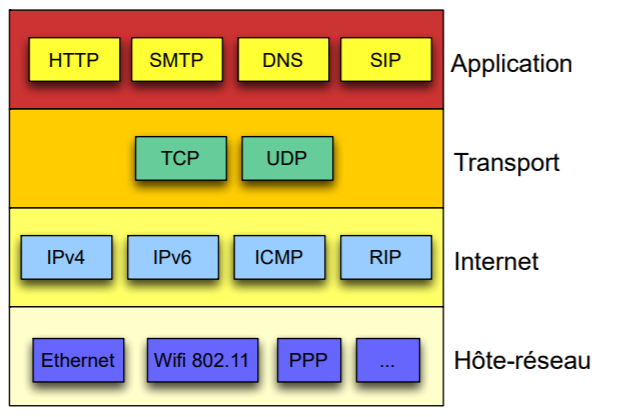 HTTP SMTP DNS SIP Application
TCP UDP Transport
IPv4 IPv6 ICMP RIP Internet
Ethernet Wifi 802.11 PPP ... Hôte-réseau